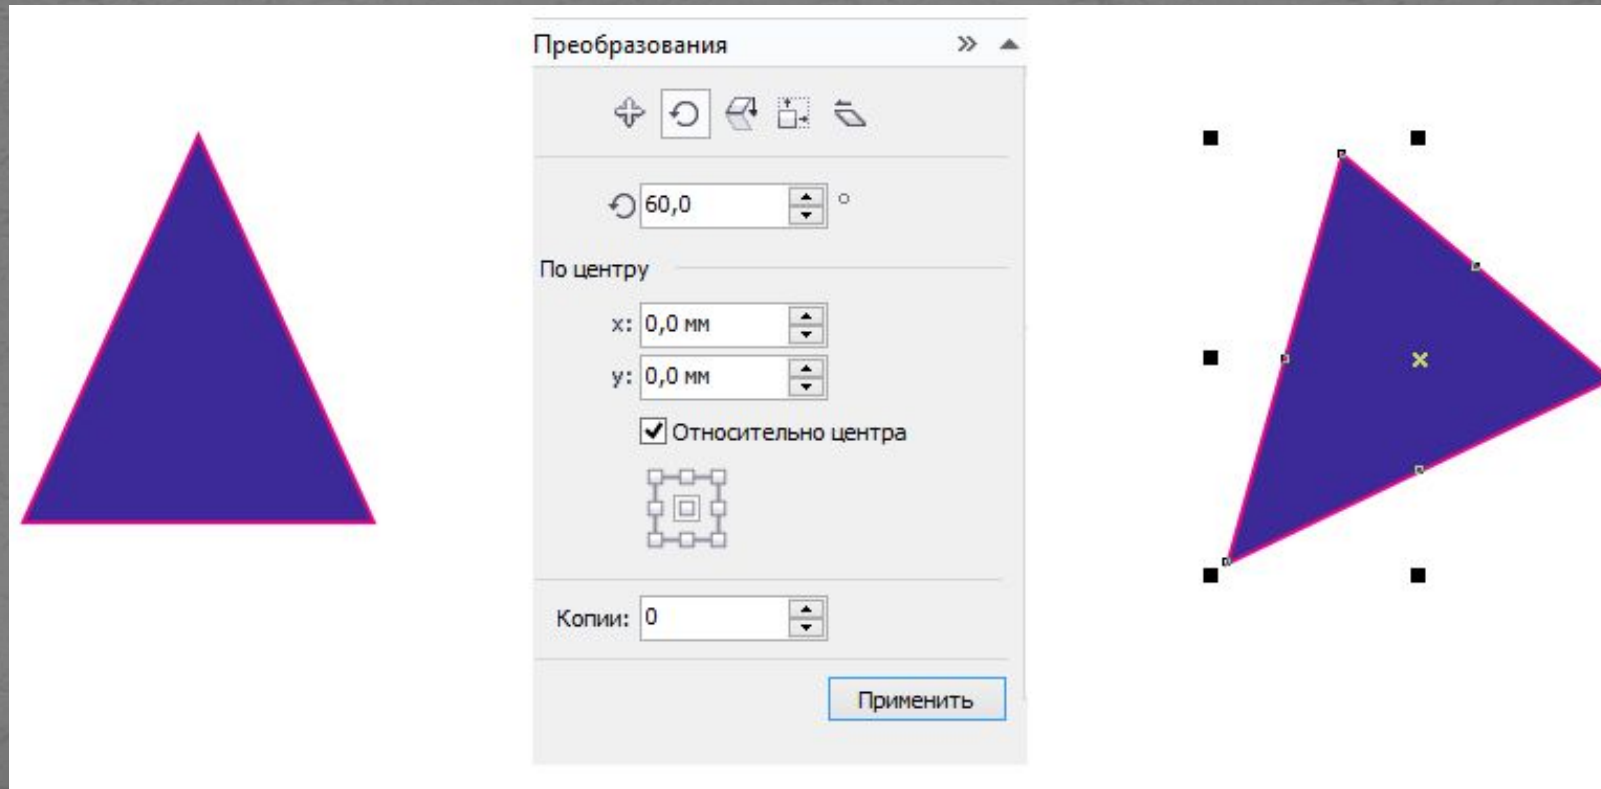 Преобразования
60,0 °
По центру
x: 0,0 мм
y: 0,0 мм
Относительно центра
Копии: 0
Применить